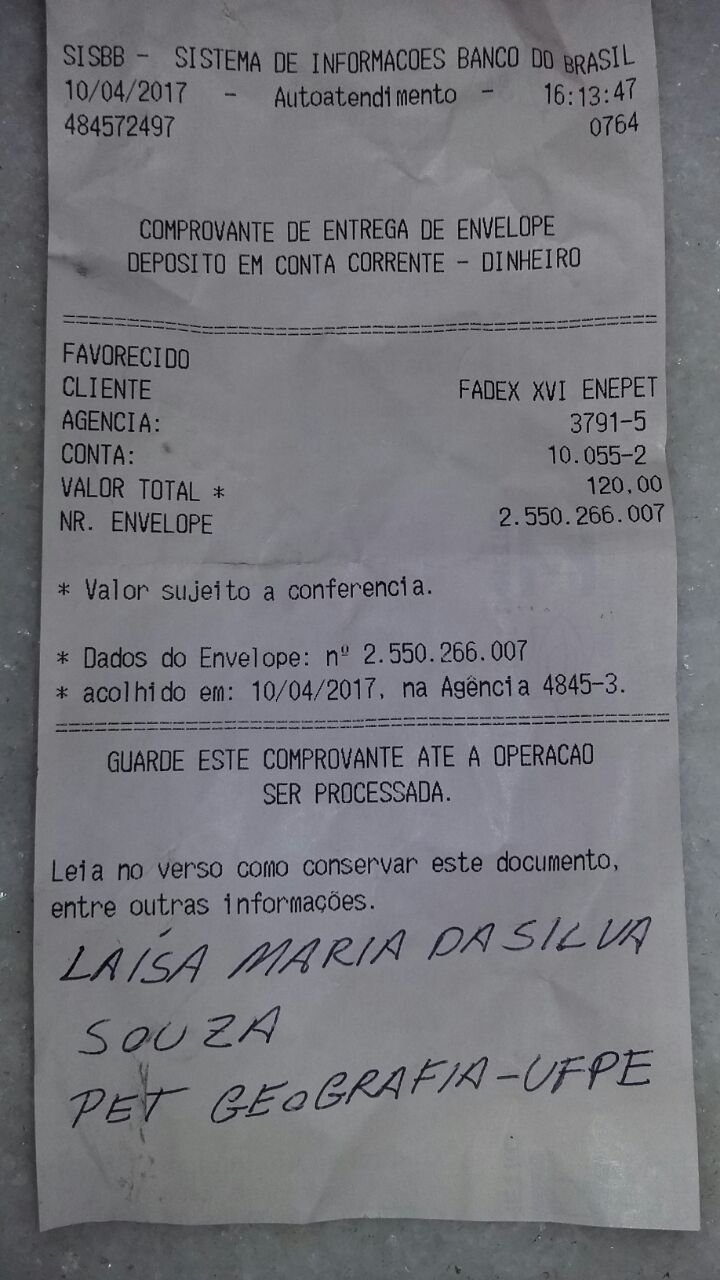 SISBB - SISTEMA DE INFORMACOES BANCO DO BRASIL
10/04/2017 - Autoatendimento - 16:13:47
484572497 0764
COMPROVANTE DE ENTREGA DE ENVELOPE
DEPOSITO EM CONTA CORRENTE - DINHEIRO
FAVORECIDO
CLIENTE FADEX XVI ENEPET
AGENCIA: 3791-5
CONTA: 10.055-2
VALOR TOTAL * 120,00
NR. ENVELOPE 2.550.266.007
* Valor sujeito a conferencia.
* Dados do Envelope: nº 2.550.266.007
* acolhido em: 10/04/2017, na Agência 4845-3.
GUARDE ESTE COMPROVANTE ATE A OPERACAO
SER PROCESSADA.
Leia no verso como conservar este documento,
entre outras informações.
LAÍSA MARIA DA SILVA
SOUZA
PET GEOGRAFIA-UFPE